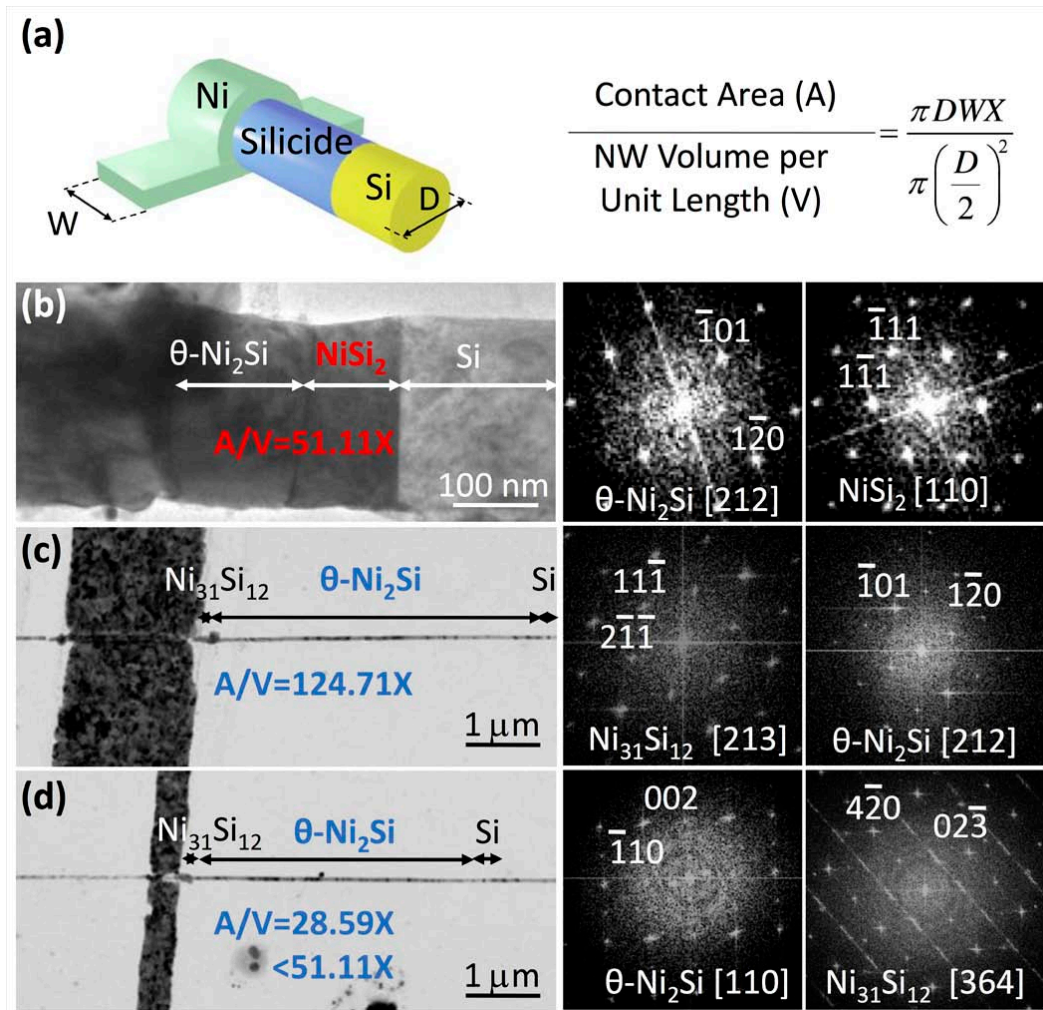 (a)
Ni
Silicide
Si
D
W
Contact Area (A)
NW Volume per
Unit Length (V)
=
πDWX
π(D/2)²
(b)
θ-Ni₂Si
NiSi₂
Si
A/V=51.11X
100 nm
1̅01
12̅0
θ-Ni₂Si [212]
1̅11
11̅1
NiSi₂ [110]
(c)
Ni₃₁Si₁₂
θ-Ni₂Si
Si
A/V=124.71X
1 μm
111̅
21̅1̅
Ni₃₁Si₁₂ [213]
1̅01
12̅0
θ-Ni₂Si [212]
(d)
Ni₃₁Si₁₂
θ-Ni₂Si
Si
A/V=28.59X
<51.11X
1 μm
002
1̅10
θ-Ni₂Si [110]
42̅0
023̅
Ni₃₁Si₁₂ [364]